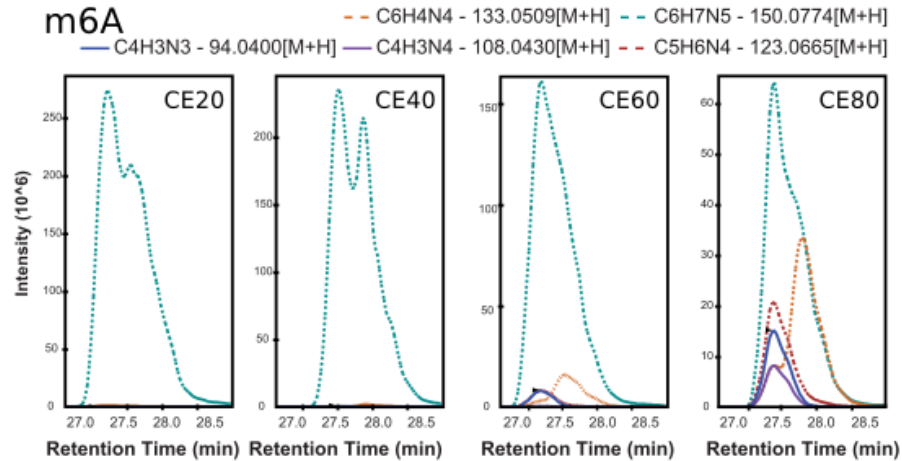 m6A
C6H4N4 - 133.0509[M+H] C6H7N5 - 150.0774[M+H]
C4H3N3 - 94.0400[M+H] C4H3N4 - 108.0430[M+H] C5H6N4 - 123.0665[M+H]
CE20 CE40 CE60 CE80
Intensity (10^6)
250
200
150
100
50
0
27.0 27.5 28.0 28.5
Retention Time (min)
200
150
100
50
0
27.0 27.5 28.0 28.5
Retention Time (min)
150
100
50
0
27.0 27.5 28.0 28.5
Retention Time (min)
60
50
40
30
20
10
0
27.0 27.5 28.0 28.5
Retention Time (min)